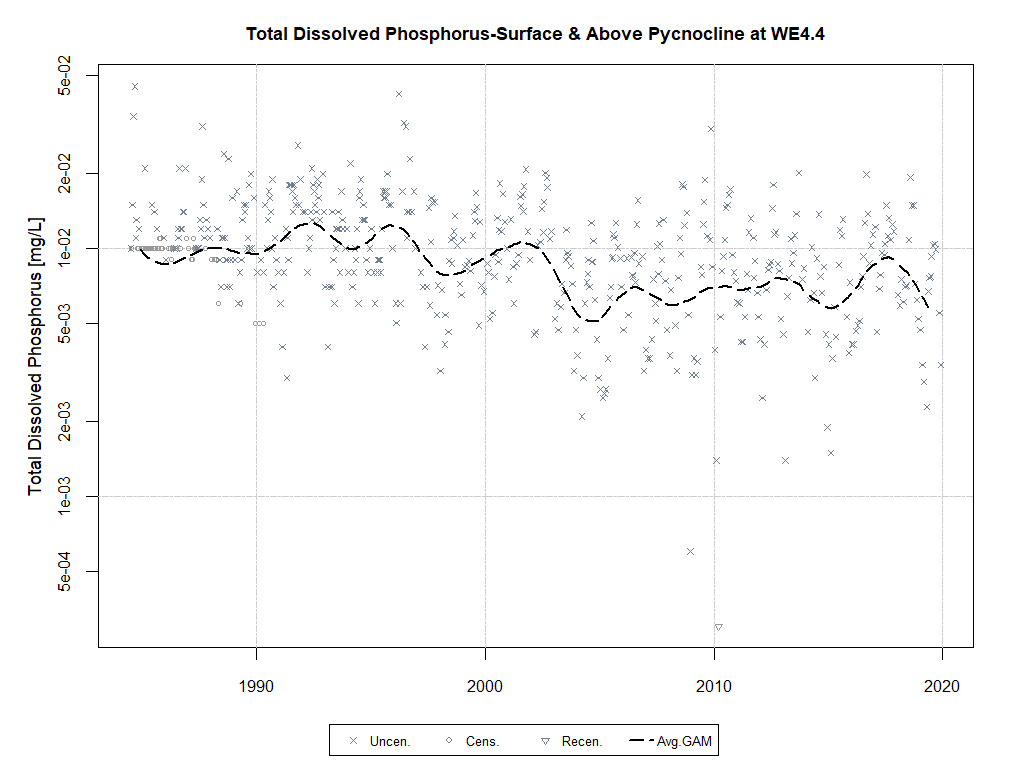 Total Dissolved Phosphorus-Surface & Above Pycnocline at WE4.4
Total Dissolved Phosphorus [mg/L]
5e-02
2e-02
1e-02
5e-03
2e-03
1e-03
5e-04
1990 2000 2010 2020
Uncen. Cens. Recen. Avg.GAM